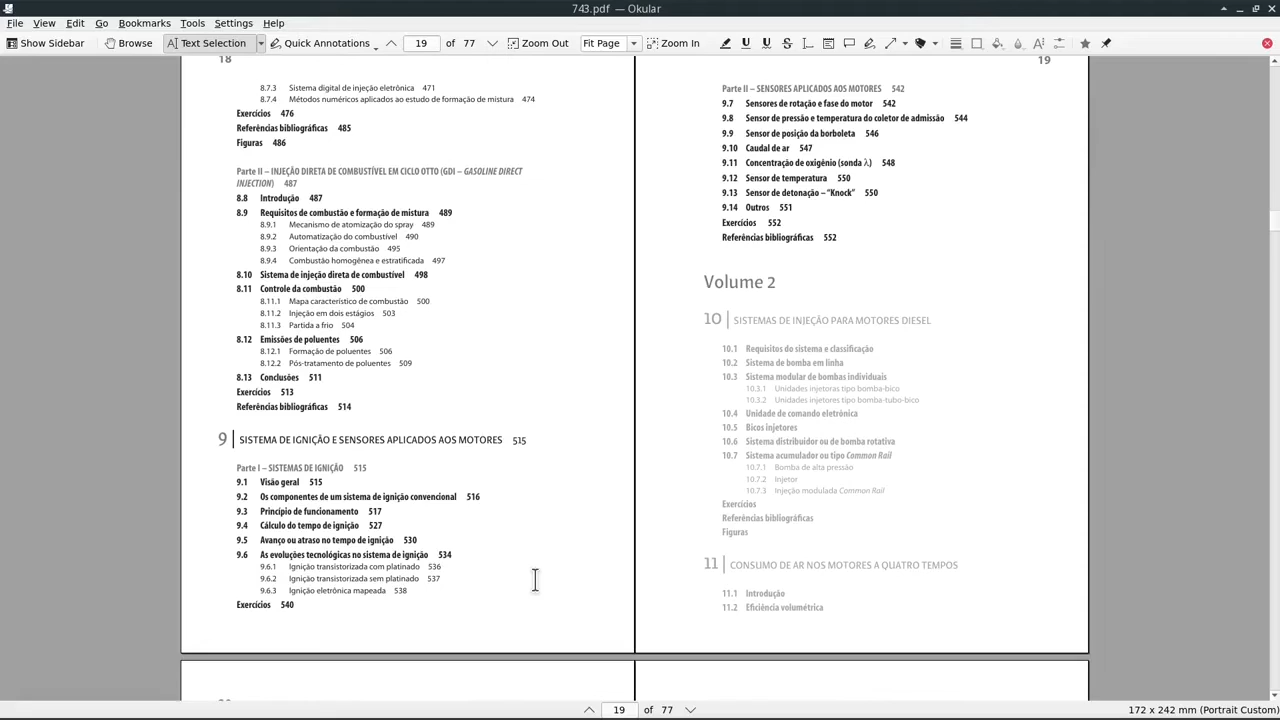 743.pdf — Okular
File View Edit Go Bookmarks Tools Settings Help
Show Sidebar Browse Text Selection Quick Annotations 19 of 77 Zoom Out Fit Page Zoom In
18
8.7.3 Sistema digital de injeção eletrônica 471
8.7.4 Métodos numéricos aplicados ao estudo de formação de mistura 474
Exercícios 476
Referências bibliográficas 485
Figuras 486
Parte II – INJEÇÃO DIRETA DE COMBUSTÍVEL EM CICLO OTTO (GDI – GASOLINE DIRECT
INJECTION) 487
8.8 Introdução 487
8.9 Requisitos de combustão e formação de mistura 489
8.9.1 Mecanismo de atomização do spray 489
8.9.2 Automatização do combustível 490
8.9.3 Orientação da combustão 495
8.9.4 Combustão homogênea e estratificada 497
8.10 Sistema de injeção direta de combustível 498
8.11 Controle da combustão 500
8.11.1 Mapa característico de combustão 500
8.11.2 Injeção em dois estágios 503
8.11.3 Partida a frio 504
8.12 Emissões de poluentes 506
8.12.1 Formação de poluentes 506
8.12.2 Pós-tratamento de poluentes 509
8.13 Conclusões 511
Exercícios 513
Referências bibliográficas 514
9 SISTEMA DE IGNIÇÃO E SENSORES APLICADOS AOS MOTORES 515
Parte I – SISTEMAS DE IGNIÇÃO 515
9.1 Visão geral 515
9.2 Os componentes de um sistema de ignição convencional 516
9.3 Princípio de funcionamento 517
9.4 Cálculo do tempo de ignição 527
9.5 Avanço ou atraso no tempo de ignição 530
9.6 As evoluções tecnológicas no sistema de ignição 534
9.6.1 Ignição transistorizada com platinado 536
9.6.2 Ignição transistorizada sem platinado 537
9.6.3 Ignição eletrônica mapeada 538
Exercícios 540
19
Parte II – SENSORES APLICADOS AOS MOTORES 542
9.7 Sensores de rotação e fase do motor 542
9.8 Sensor de pressão e temperatura do coletor de admissão 544
9.9 Sensor de posição da borboleta 546
9.10 Caudal de ar 547
9.11 Concentração de oxigênio (sonda λ) 548
9.12 Sensor de temperatura 550
9.13 Sensor de detonação – “Knock” 550
9.14 Outros 551
Exercícios 552
Referências bibliográficas 552
Volume 2
10 SISTEMAS DE INJEÇÃO PARA MOTORES DIESEL
10.1 Requisitos do sistema e classificação
10.2 Sistema de bomba em linha
10.3 Sistema modular de bombas individuais
10.3.1 Unidades injetoras tipo bomba-bico
10.3.2 Unidades injetores tipo bomba-tubo-bico
10.4 Unidade de comando eletrônica
10.5 Bicos injetores
10.6 Sistema distribuidor ou de bomba rotativa
10.7 Sistema acumulador ou tipo Common Rail
10.7.1 Bomba de alta pressão
10.7.2 Injetor
10.7.3 Injeção modulada Common Rail
Exercícios
Referências bibliográficas
Figuras
11 CONSUMO DE AR NOS MOTORES A QUATRO TEMPOS
11.1 Introdução
11.2 Eficiência volumétrica
19 of 77
172 x 242 mm (Portrait Custom)